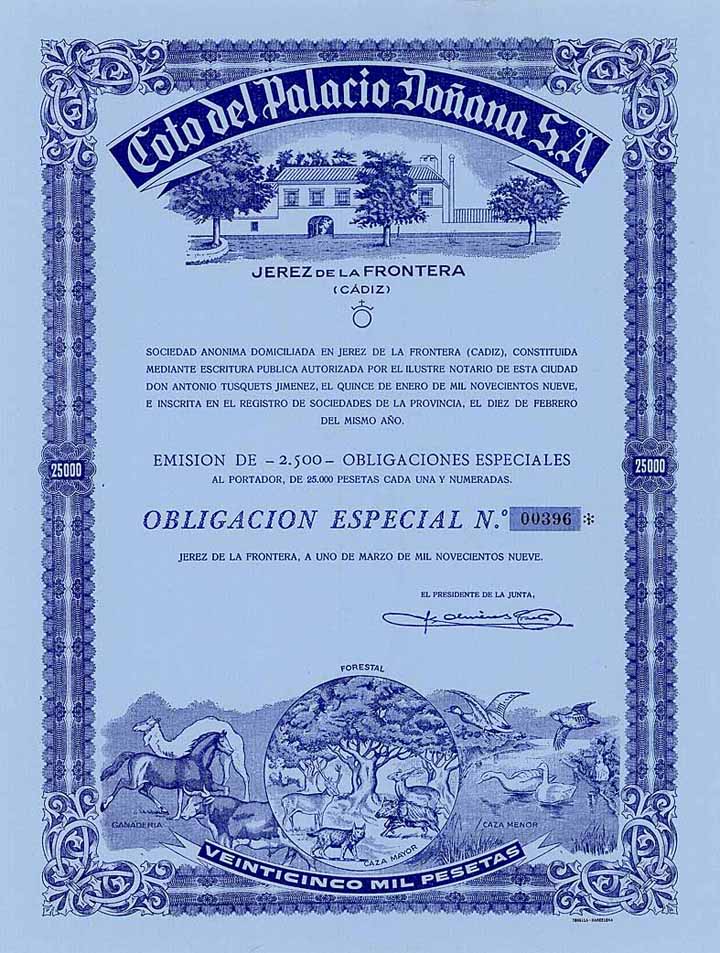 Coto del Palacio Doñana S.A.
JEREZ DE LA FRONTERA
(CÁDIZ)
SOCIEDAD ANONIMA DOMICILIADA EN JEREZ DE LA FRONTERA (CADIZ), CONSTITUIDA
MEDIANTE ESCRITURA PUBLICA AUTORIZADA POR EL ILUSTRE NOTARIO DE ESTA CIUDAD
DON ANTONIO TUSQUETS JIMENEZ, EL QUINCE DE ENERO DE MIL NOVECIENTOS NUEVE,
E INSCRITA EN EL REGISTRO DE SOCIEDADES DE LA PROVINCIA, EL DIEZ DE FEBRERO
DEL MISMO AÑO.
25000
25000
EMISION DE - 2.500 - OBLIGACIONES ESPECIALES
AL PORTADOR, DE 25.000 PESETAS CADA UNA Y NUMERADAS.
OBLIGACION ESPECIAL N.º 00396 *
JEREZ DE LA FRONTERA, A UNO DE MARZO DE MIL NOVECIENTOS NUEVE.
EL PRESIDENTE DE LA JUNTA,
FORESTAL
GANADERIA
CAZA MENOR
CAZA MAYOR
VEINTICINCO MIL PESETAS